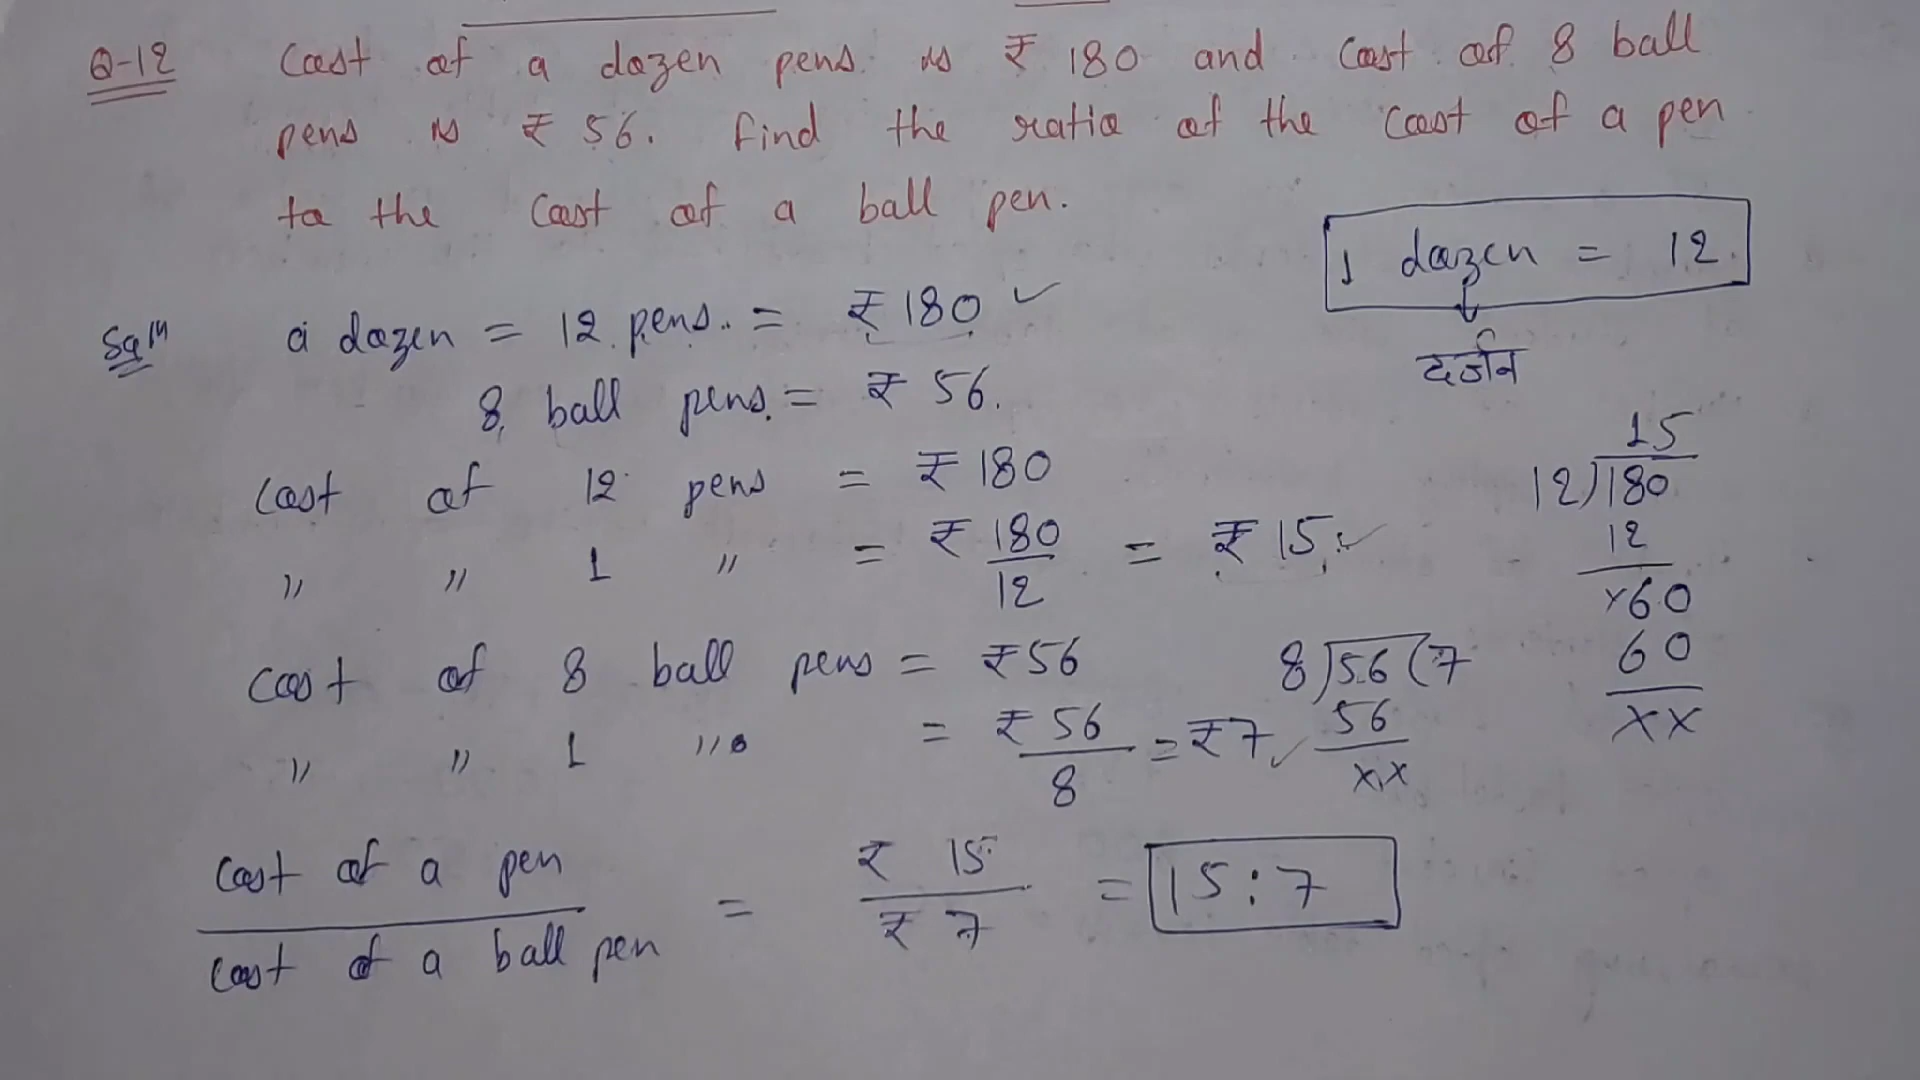 Q-12 Cost of a dozen pens is ₹ 180 and cost of 8 ball
pens is ₹ 56. find the ratio of the cost of a pen
to the cost of a ball pen.
1 dozen = 12
दर्जन
Solⁿ a dozen = 12 pens = ₹ 180 ✓
8 ball pens = ₹ 56.
cost of 12 pens = ₹ 180
" " 1 " = ₹ 180/12 = ₹ 15 ✓
cost of 8 ball pens = ₹ 56
" " 1 " " = ₹ 56/8 = ₹ 7 ✓
8)56(7
56
xx
15
12)180
12
x60
60
xx
cost of a pen / cost of a ball pen = ₹ 15 / ₹ 7 = 15 : 7